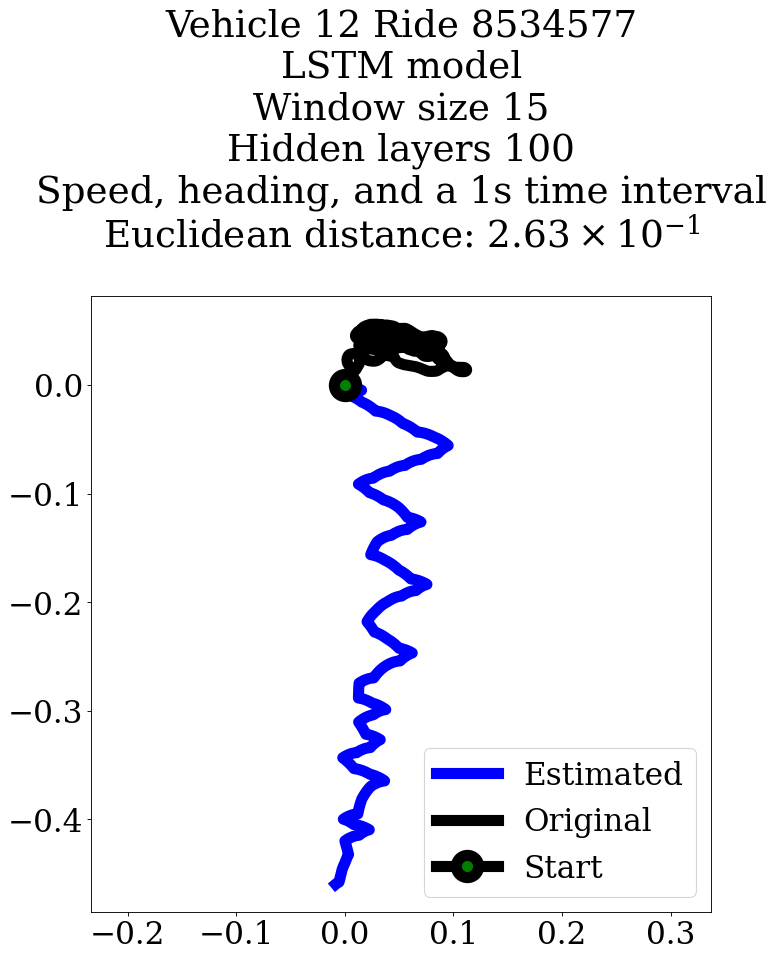 Vehicle 12 Ride 8534577
LSTM model
Window size 15
Hidden layers 100
Speed, heading, and a 1s time interval
Euclidean distance: 2.63 × 10⁻¹
0.0
−0.1
−0.2
−0.3
−0.4
Estimated
Original
Start
−0.2 −0.1 0.0 0.1 0.2 0.3